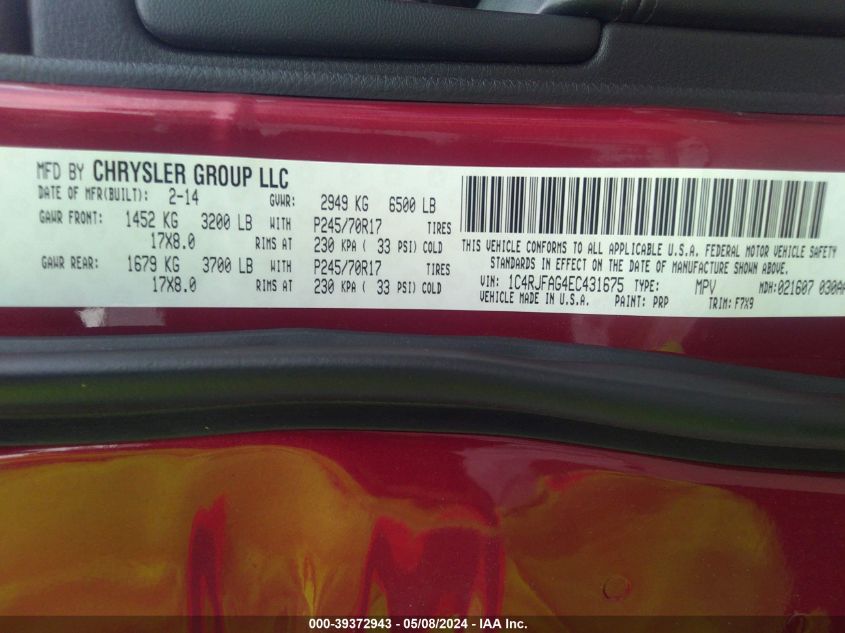 MFD BY CHRYSLER GROUP LLC
DATE OF MFR(BUILT): 2-14 GVWR: 2949 KG 6500 LB
GAWR FRONT: 1452 KG 3200 LB WITH P245/70R17 TIRES
17X8.0 RIMS AT 230 KPA ( 33 PSI) COLD
GAWR REAR: 1679 KG 3700 LB WITH P245/70R17 TIRES
17X8.0 RIMS AT 230 KPA ( 33 PSI) COLD
THIS VEHICLE CONFORMS TO ALL APPLICABLE U.S.A. FEDERAL MOTOR VEHICLE SAFETY
STANDARDS IN EFFECT ON THE DATE OF MANUFACTURE SHOWN ABOVE.
VIN: 1C4RJFAG4EC431675 TYPE: MPV MDH:021607 030AA
VEHICLE MADE IN U.S.A. PAINT: PRP TRIM: F7X9
000-39372943 - 05/08/2024 - IAA Inc.